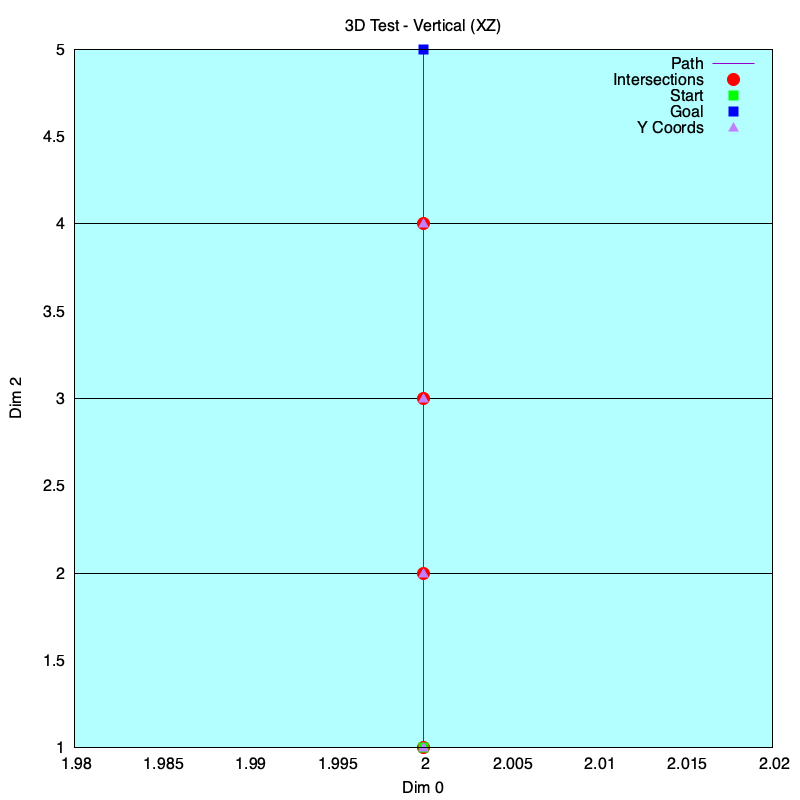 3D Test - Vertical (XZ)
Path
Intersections
Start
Goal
Y Coords
5
4.5
4
3.5
3
2.5
2
1.5
1
Dim 2
1.98 1.985 1.99 1.995 2 2.005 2.01 2.015 2.02
Dim 0